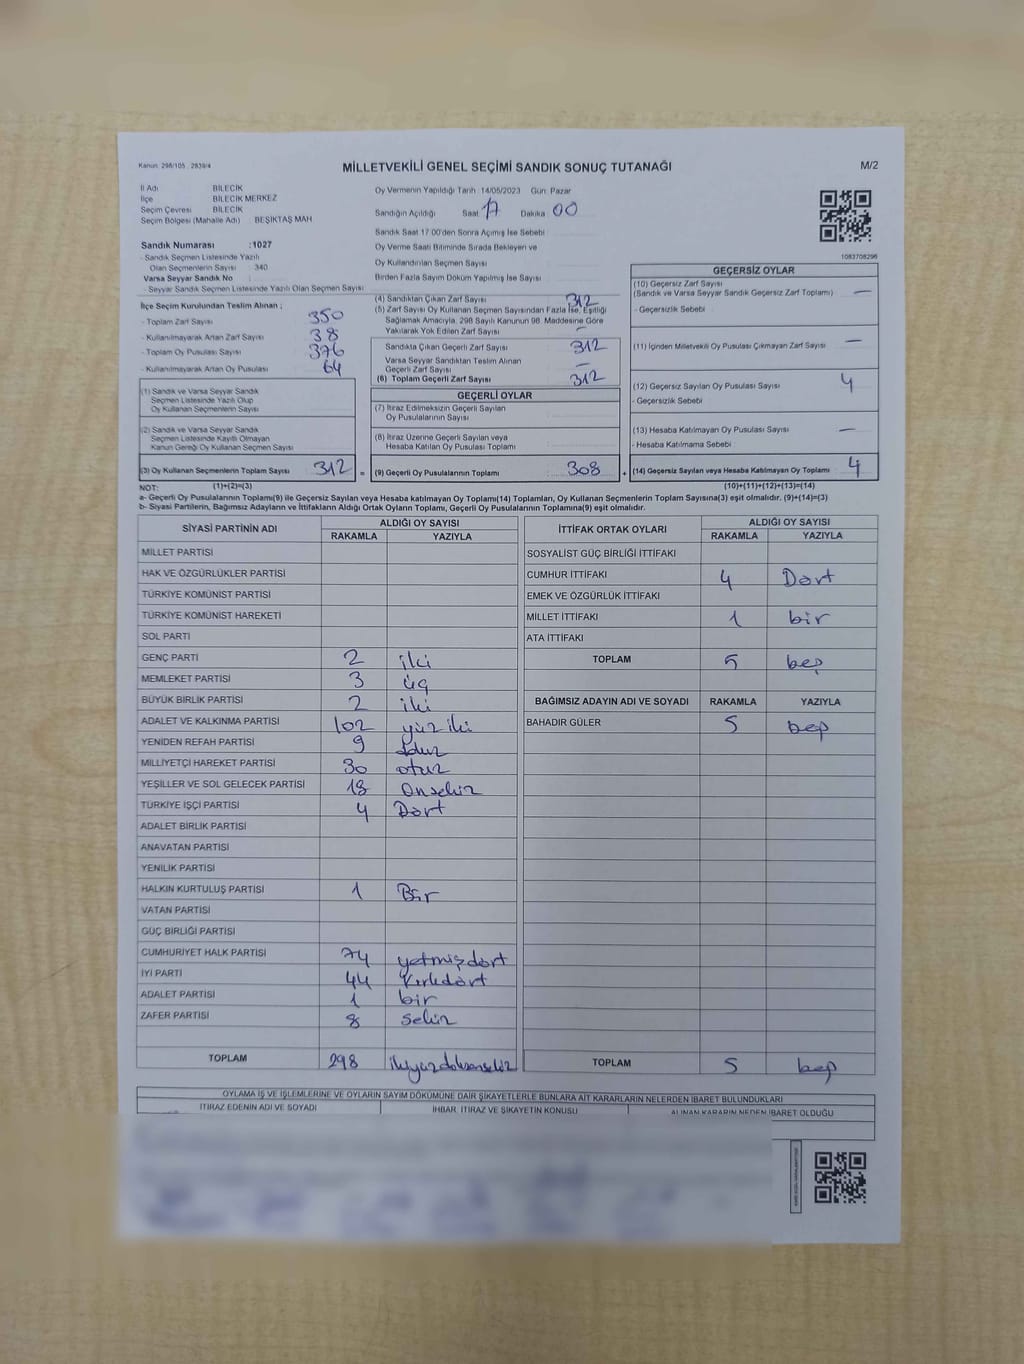 Kanun: 298/105 , 2839/4
MİLLETVEKİLİ GENEL SEÇİMİ SANDIK SONUÇ TUTANAĞI
M/2
İl Adı BİLECİK
İlçe BİLECİK MERKEZ
Seçim Çevresi BİLECİK
Seçim Bölgesi (Mahalle Adı) BEŞİKTAŞ MAH
Sandık Numarası :1027
- Sandık Seçmen Listesinde Yazılı
Olan Seçmenlerin Sayısı : 340
Varsa Seyyar Sandık No
- Seyyar Sandık Seçmen Listesinde Yazılı Olan Seçmen Sayısı
İlçe Seçim Kurulundan Teslim Alınan ;
- Toplam Zarf Sayısı 350
- Kullanılmayarak Artan Zarf Sayısı 38
- Toplam Oy Pusulası Sayısı 376
- Kullanılmayarak Artan Oy Pusulası 64
(1) Sandık ve Varsa Seyyar Sandık
Seçmen Listesinde Yazılı Olup
Oy Kullanan Seçmenlerin Sayısı
(2) Sandık ve Varsa Seyyar Sandık
Seçmen Listesinde Kayıtlı Olmayan
Kanun Gereği Oy Kullanan Seçmen Sayısı
(3) Oy Kullanan Seçmenlerin Toplam Sayısı 312 =
Oy Vermenin Yapıldığı Tarih :14/05/2023 Gün: Pazar
Sandığın Açıldığı Saat 17 Dakika 00
Sandık Saat 17:00'den Sonra Açılmış İse Sebebi
Oy Verme Saati Bitiminde Sırada Bekleyen ve
Oy Kullandırılan Seçmen Sayısı
Birden Fazla Sayım Döküm Yapılmış İse Sayısı
(4) Sandıktan Çıkan Zarf Sayısı 312
(5) Zarf Sayısı Oy Kullanan Seçmen Sayısından Fazla İse, Eşitliği
Sağlamak Amacıyla, 298 Sayılı Kanunun 98. Maddesine Göre
Yakılarak Yok Edilen Zarf Sayısı —
Sandıkta Çıkan Geçerli Zarf Sayısı 312
Varsa Seyyar Sandıktan Teslim Alınan
Geçerli Zarf Sayısı —
(6) Toplam Geçerli Zarf Sayısı 312
GEÇERLİ OYLAR
(7) İtiraz Edilmeksizin Geçerli Sayılan
Oy Pusulalarının Sayısı
(8) İtiraz Üzerine Geçerli Sayılan veya
Hesaba Katılan Oy Pusulası Toplamı
(9) Geçerli Oy Pusulalarının Toplamı 308 +
1083708296
GEÇERSİZ OYLAR
(10) Geçersiz Zarf Sayısı
(Sandık ve Varsa Seyyar Sandık Geçersiz Zarf Toplamı) —
- Geçersizlik Sebebi
(11) İçinden Milletvekili Oy Pusulası Çıkmayan Zarf Sayısı —
(12) Geçersiz Sayılan Oy Pusulası Sayısı 4
- Geçersizlik Sebebi
(13) Hesaba Katılmayan Oy Pusulası Sayısı —
- Hesaba Katılmama Sebebi
(14) Geçersiz Sayılan veya Hesaba Katılmayan Oy Toplamı 4
NOT: (1)+(2)=(3) (10)+(11)+(12)+(13)=(14)
a- Geçerli Oy Pusulalarının Toplamı(9) ile Geçersiz Sayılan veya Hesaba katılmayan Oy Toplamı(14) Toplamları, Oy Kullanan Seçmenlerin Toplam Sayısına(3) eşit olmalıdır. (9)+(14)=(3)
b- Siyasi Partilerin, Bağımsız Adayların ve İttifakların Aldığı Ortak Oyların Toplamı, Geçerli Oy Pusulalarının Toplamına(9) eşit olmalıdır.
SİYASİ PARTİNİN ADI ALDIĞI OY SAYISI
RAKAMLA YAZIYLA
MİLLET PARTİSİ
HAK VE ÖZGÜRLÜKLER PARTİSİ
TÜRKİYE KOMÜNİST PARTİSİ
TÜRKİYE KOMÜNİST HAREKETİ
SOL PARTİ
GENÇ PARTİ 2 iki
MEMLEKET PARTİSİ 3 üç
BÜYÜK BİRLİK PARTİSİ 2 iki
ADALET VE KALKINMA PARTİSİ 102 yüz iki
YENİDEN REFAH PARTİSİ 9
MİLLİYETÇİ HAREKET PARTİSİ 30 otuz
YEŞİLLER VE SOL GELECEK PARTİSİ 18 Onsekiz
TÜRKİYE İŞÇİ PARTİSİ 4 Dört
ADALET BİRLİK PARTİSİ
ANAVATAN PARTİSİ
YENİLİK PARTİSİ
HALKIN KURTULUŞ PARTİSİ 1 Bir
VATAN PARTİSİ
GÜÇ BİRLİĞİ PARTİSİ
CUMHURİYET HALK PARTİSİ 74 yetmişdört
İYİ PARTİ 44 Kırkdört
ADALET PARTİSİ 1 bir
ZAFER PARTİSİ 8 sekiz
TOPLAM 298 ikiyüzdoksansekiz
İTTİFAK ORTAK OYLARI ALDIĞI OY SAYISI
RAKAMLA YAZIYLA
SOSYALİST GÜÇ BİRLİĞİ İTTİFAKI
CUMHUR İTTİFAKI 4 Dört
EMEK VE ÖZGÜRLÜK İTTİFAKI
MİLLET İTTİFAKI 1 bir
ATA İTTİFAKI
TOPLAM 5 beş
BAĞIMSIZ ADAYIN ADI VE SOYADI RAKAMLA YAZIYLA
BAHADIR GÜLER 5 beş
TOPLAM 5 beş
OYLAMA İŞ VE İŞLEMLERİNE VE OYLARIN SAYIM DÖKÜMÜNE DAİR ŞİKAYETLERLE BUNLARA AİT KARARLARIN NELERDEN İBARET BULUNDUKLARI
İTİRAZ EDENİN ADI VE SOYADI İHBAR, İTİRAZ VE ŞİKAYETİN KONUSU ALINAN KARARIN NEDEN İBARET OLDUĞU